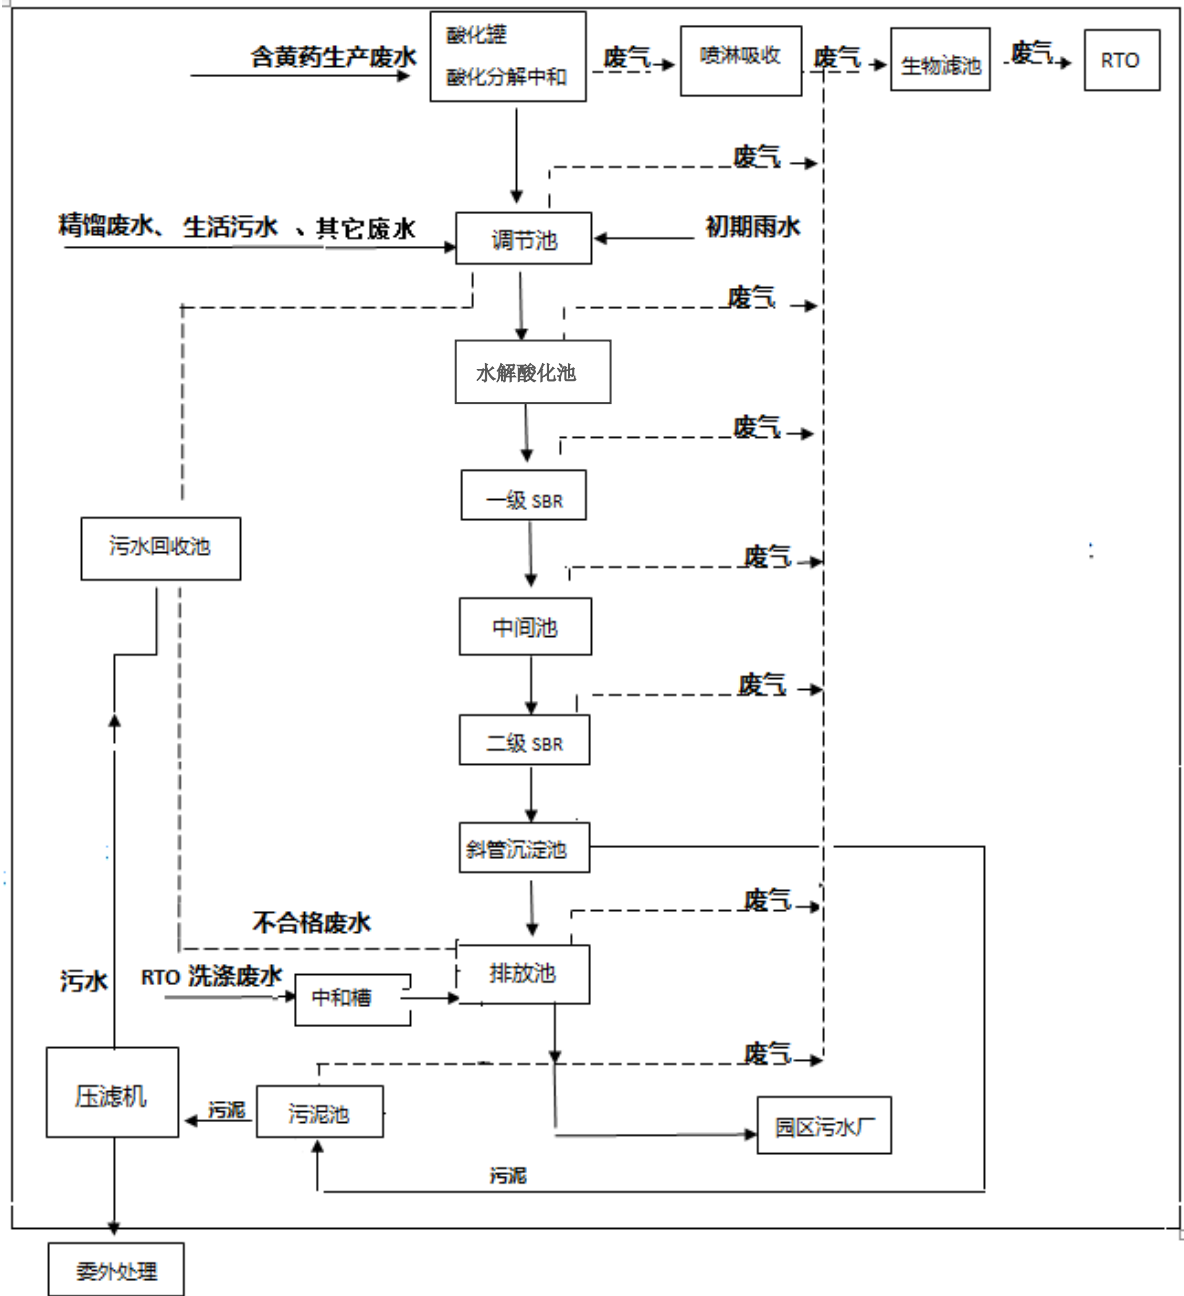 酸化罐
含黄药生产废水
废气
喷淋吸收
废气
生物滤池
废气
RTO
酸化分解中和
废气
精馏废水、生活污水、其它废水
调节池
初期雨水
废气
水解酸化池
废气
一级 SBR
污水回收池
废气
中间池
废气
二级 SBR
斜管沉淀池
废气
不合格废水
污水
RTO 洗涤废水
中和槽
排放池
废气
压滤机
污泥
污泥池
园区污水厂
污泥
委外处理